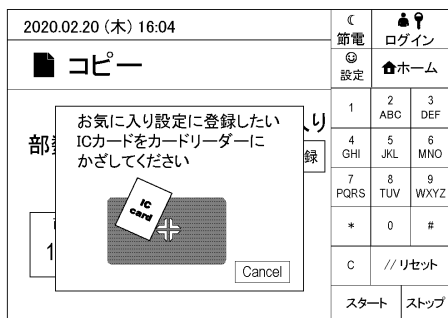 2020.02.20 (木) 16:04
コピー
お気に入り設定に登録したい
ICカードをカードリーダーに
かざしてください
IC
card
Cancel
部
り
録
1
節電
ログイン
設定
ホーム
1
2
ABC
3
DEF
4
GHI
5
JKL
6
MNO
7
PQRS
8
TUV
9
WXYZ
*
0
#
C
// リセット
スタート
ストップ